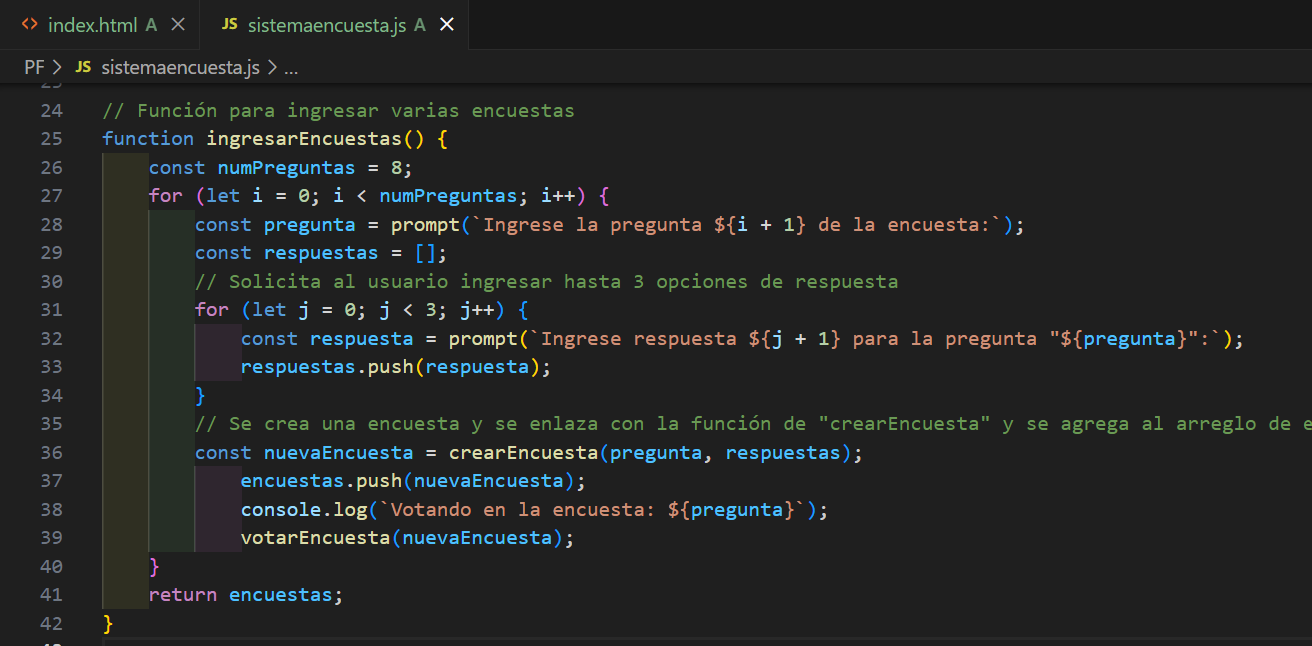 <> index.html A ×
JS sistemaencuesta.js A ×
PF > JS sistemaencuesta.js > ...
23
24 // Función para ingresar varias encuestas
25 function ingresarEncuestas() {
26     const numPreguntas = 8;
27     for (let i = 0; i < numPreguntas; i++) {
28         const pregunta = prompt(`Ingrese la pregunta ${i + 1} de la encuesta:`);
29         const respuestas = [];
30         // Solicita al usuario ingresar hasta 3 opciones de respuesta
31         for (let j = 0; j < 3; j++) {
32             const respuesta = prompt(`Ingrese respuesta ${j + 1} para la pregunta "${pregunta}":`);
33             respuestas.push(respuesta);
34         }
35         // Se crea una encuesta y se enlaza con la función de "crearEncuesta" y se agrega al arreglo de e
36         const nuevaEncuesta = crearEncuesta(pregunta, respuestas);
37             encuestas.push(nuevaEncuesta);
38             console.log(`Votando en la encuesta: ${pregunta}`);
39             votarEncuesta(nuevaEncuesta);
40     }
41     return encuestas;
42 }